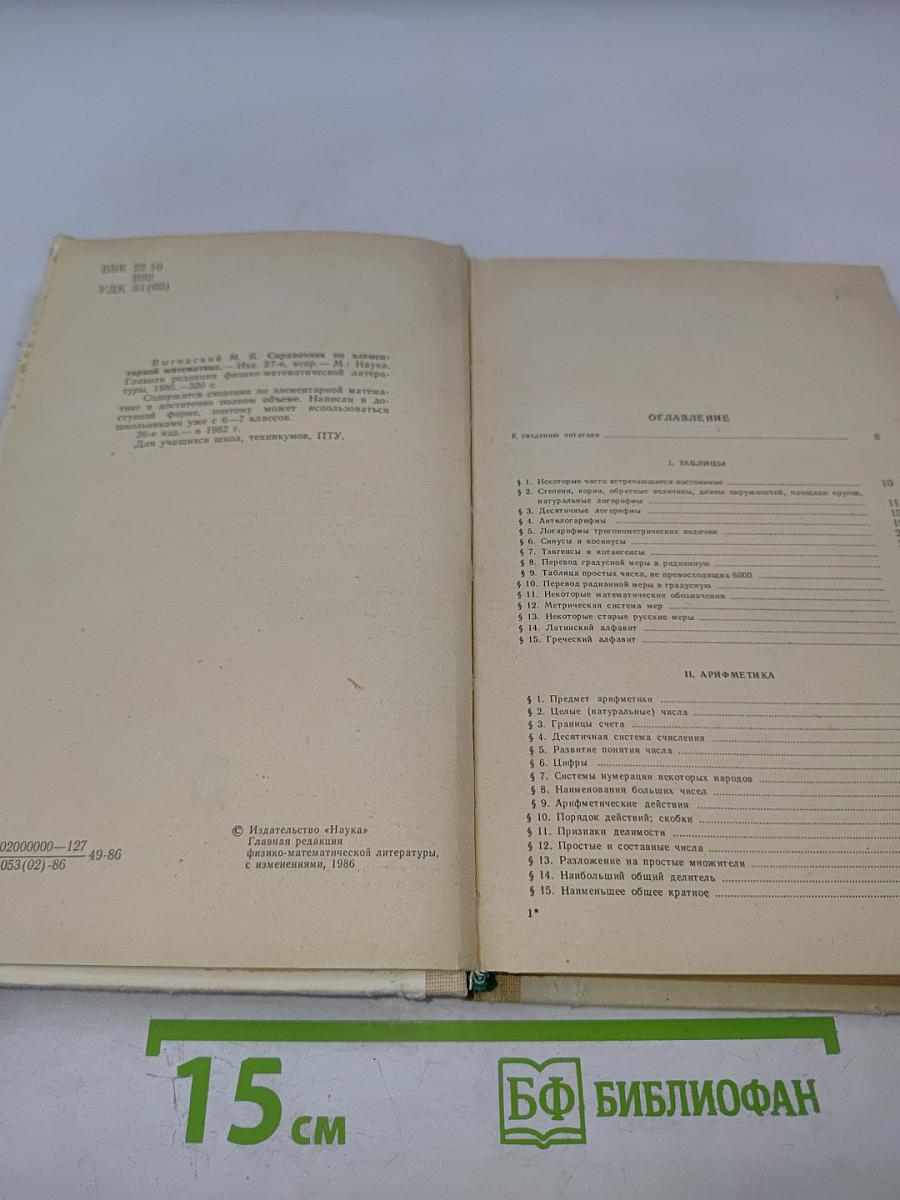 ББК 22.10
В92
УДК 51(03)
Выгодский М. Я. Справочник по элемен-
тарной математике.— Изд. 27-е, испр.— М.: Наука.
Главная редакция физико-математической литера-
туры, 1986.—320 с.
Содержатся сведения по элементарной матема-
тике в достаточно полном объеме. Написан в до-
ступной форме, поэтому может использоваться
школьниками уже с 6—7 классов.
26-е изд.— в 1982 г.
Для учащихся школ, техникумов, ПТУ.
02000000—127
053(02)-86
49-86
© Издательство «Наука»
Главная редакция
физико-математической литературы,
с изменениями, 1986
ОГЛАВЛЕНИЕ
К сведению читателя 8
I. ТАБЛИЦЫ
§ 1. Некоторые часто встречающиеся постоянные 10
§ 2. Степени, корни, обратные величины, длины окружностей, площади кругов,
натуральные логарифмы
§ 3. Десятичные логарифмы
§ 4. Антилогарифмы
§ 5. Логарифмы тригонометрических величин
§ 6. Синусы и косинусы
§ 7. Тангенсы и котангенсы
§ 8. Перевод градусной меры в радианную
§ 9. Таблица простых чисел, не превосходящих 6000
§ 10. Перевод радианной меры в градусную
§ 11. Некоторые математические обозначения
§ 12. Метрическая система мер
§ 13. Некоторые старые русские меры
§ 14. Латинский алфавит
§ 15. Греческий алфавит
II. АРИФМЕТИКА
§ 1. Предмет арифметики
§ 2. Целые (натуральные) числа
§ 3. Границы счета
§ 4. Десятичная система счисления
§ 5. Развитие понятия числа
§ 6. Цифры
§ 7. Системы нумерации некоторых народов
§ 8. Наименования больших чисел
§ 9. Арифметические действия
§ 10. Порядок действий; скобки
§ 11. Признаки делимости
§ 12. Простые и составные числа
§ 13. Разложение на простые множители
§ 14. Наибольший общий делитель
§ 15. Наименьшее общее кратное
1*
15 см
БФ БИБЛИОФАН